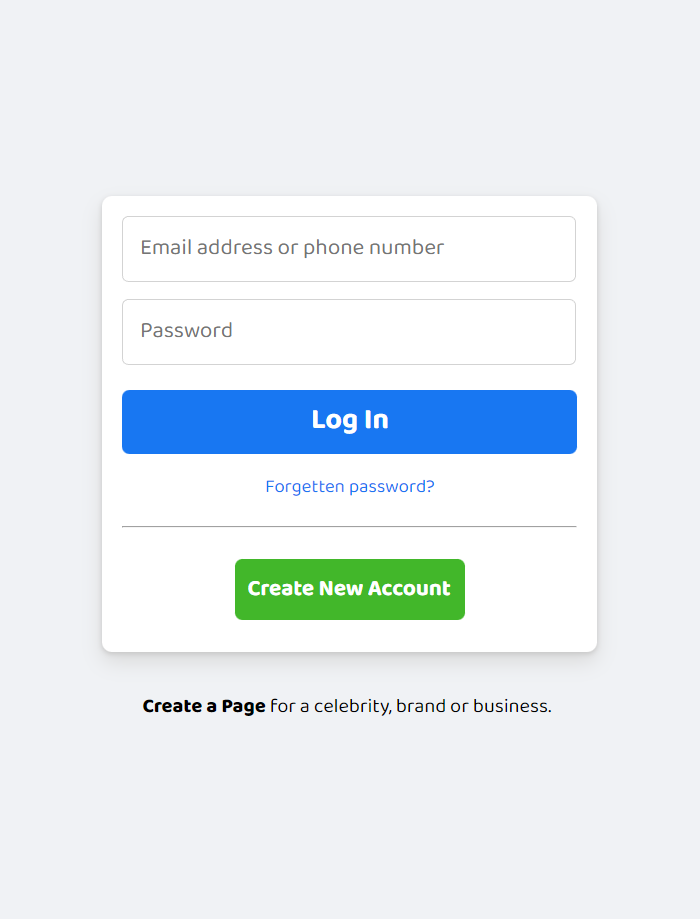 Email address or phone number
Password
Log In
Forgetten password?
Create New Account
Create a Page for a celebrity, brand or business.